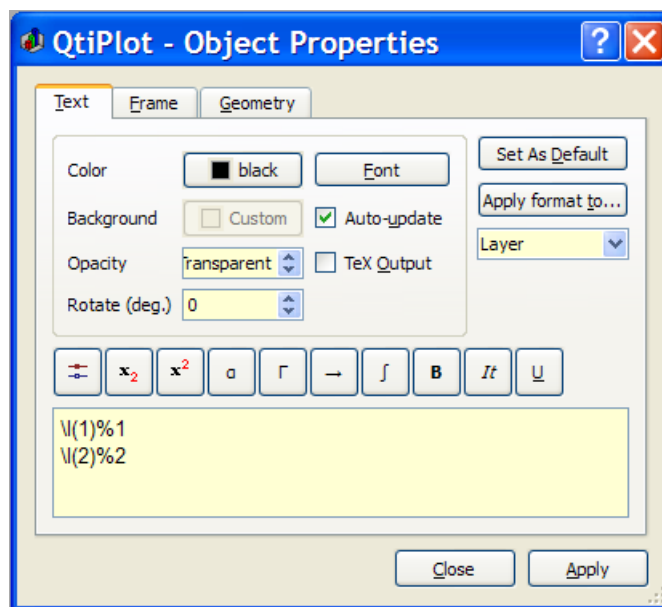 QtiPlot - Object Properties
Text Frame Geometry
Color black Font
Background Custom Auto-update
Opacity Transparent TeX Output
Rotate (deg.) 0
Set As Default
Apply format to...
Layer
x2 x2 α Γ → ∫ B It U
\l(1)%1
\l(2)%2
Close Apply